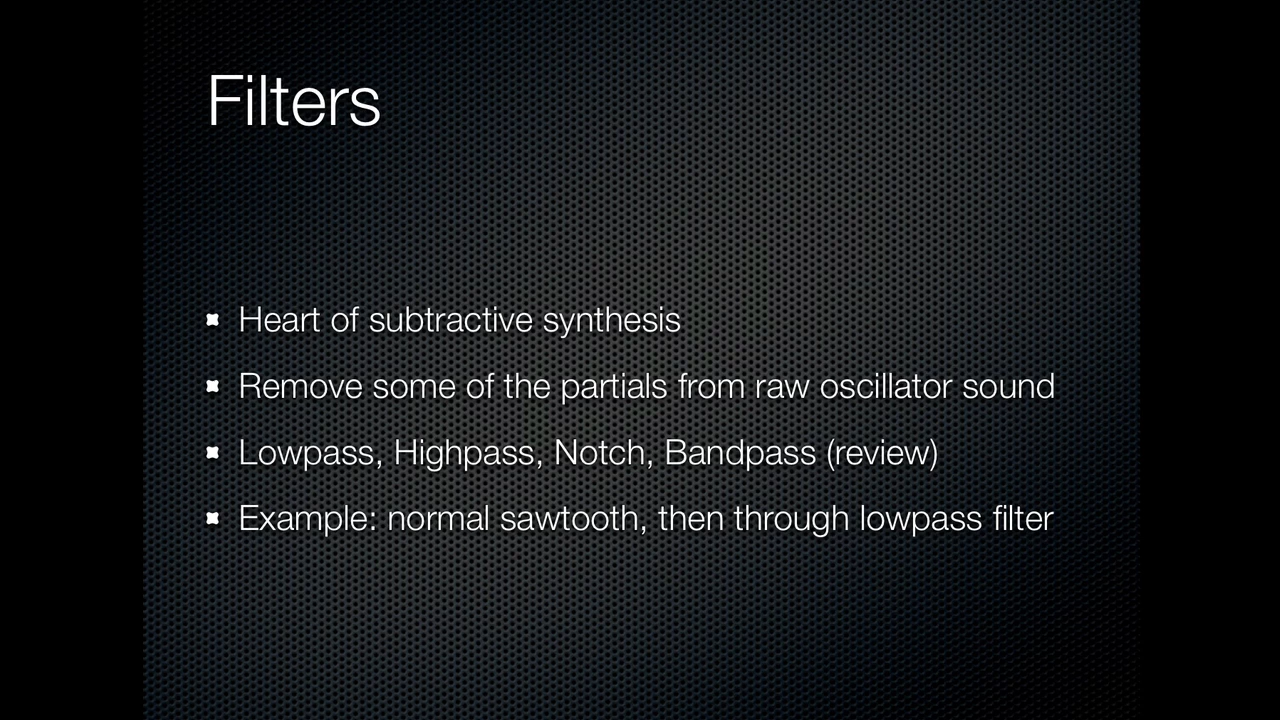 Filters
Heart of subtractive synthesis
Remove some of the partials from raw oscillator sound
Lowpass, Highpass, Notch, Bandpass (review)
Example: normal sawtooth, then through lowpass filter